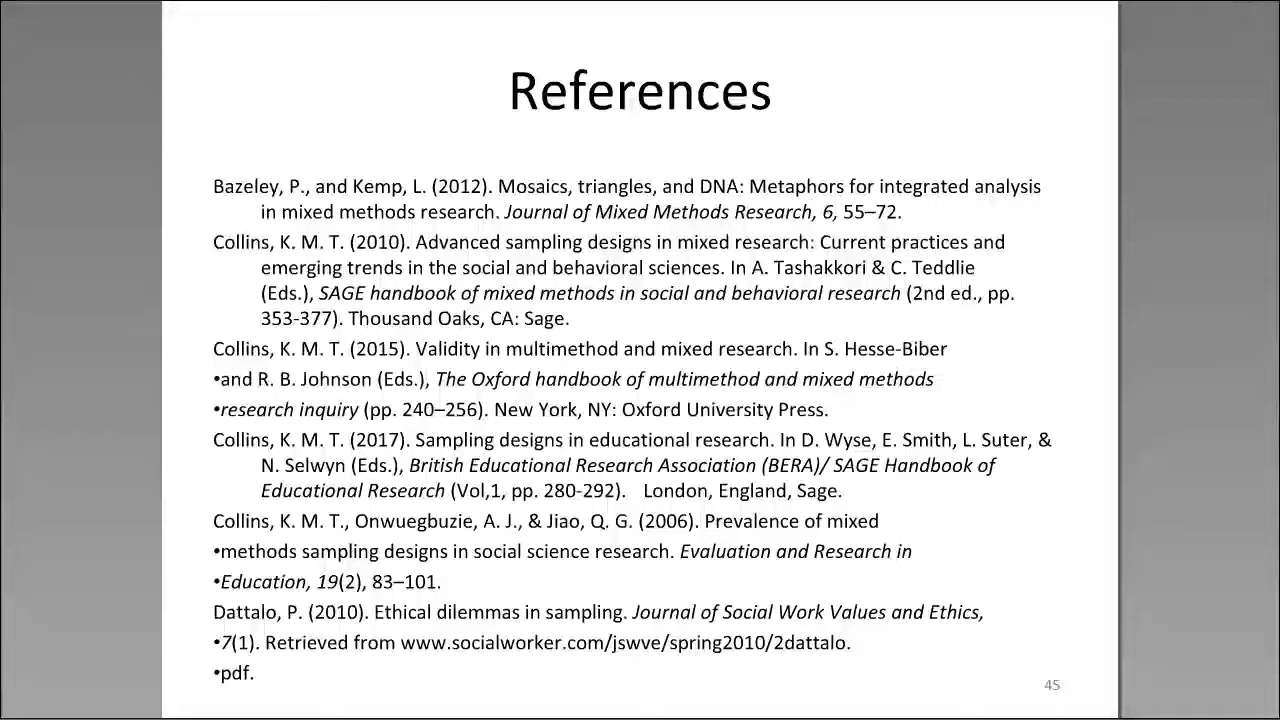 References
Bazeley, P., and Kemp, L. (2012). Mosaics, triangles, and DNA: Metaphors for integrated analysis
in mixed methods research. Journal of Mixed Methods Research, 6, 55–72.
Collins, K. M. T. (2010). Advanced sampling designs in mixed research: Current practices and
emerging trends in the social and behavioral sciences. In A. Tashakkori & C. Teddlie
(Eds.), SAGE handbook of mixed methods in social and behavioral research (2nd ed., pp.
353-377). Thousand Oaks, CA: Sage.
Collins, K. M. T. (2015). Validity in multimethod and mixed research. In S. Hesse-Biber
•and R. B. Johnson (Eds.), The Oxford handbook of multimethod and mixed methods
•research inquiry (pp. 240–256). New York, NY: Oxford University Press.
Collins, K. M. T. (2017). Sampling designs in educational research. In D. Wyse, E. Smith, L. Suter, &
N. Selwyn (Eds.), British Educational Research Association (BERA)/ SAGE Handbook of
Educational Research (Vol,1, pp. 280-292). London, England, Sage.
Collins, K. M. T., Onwuegbuzie, A. J., & Jiao, Q. G. (2006). Prevalence of mixed
•methods sampling designs in social science research. Evaluation and Research in
•Education, 19(2), 83–101.
Dattalo, P. (2010). Ethical dilemmas in sampling. Journal of Social Work Values and Ethics,
•7(1). Retrieved from www.socialworker.com/jswve/spring2010/2dattalo.
•pdf.
45